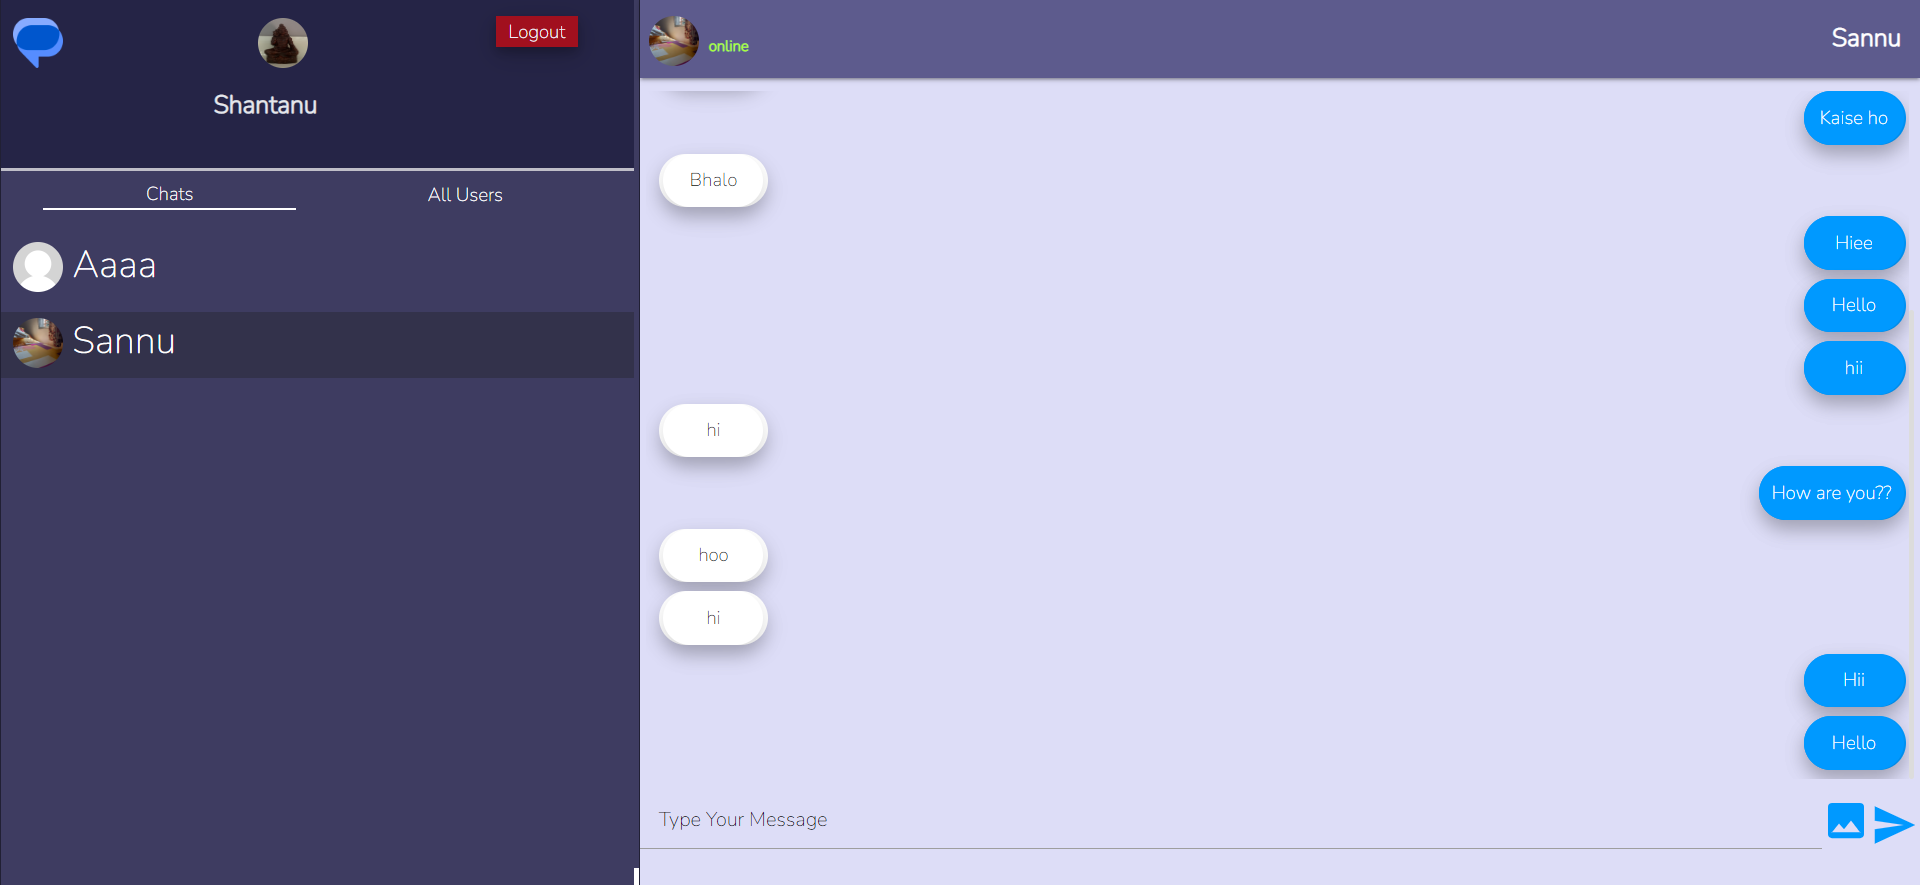 Logout
Shantanu
Chats
All Users
Aaaa
Sannu
online
Sannu
Kaise ho
Bhalo
Hiee
Hello
hii
hi
How are you??
hoo
hi
Hii
Hello
Type Your Message